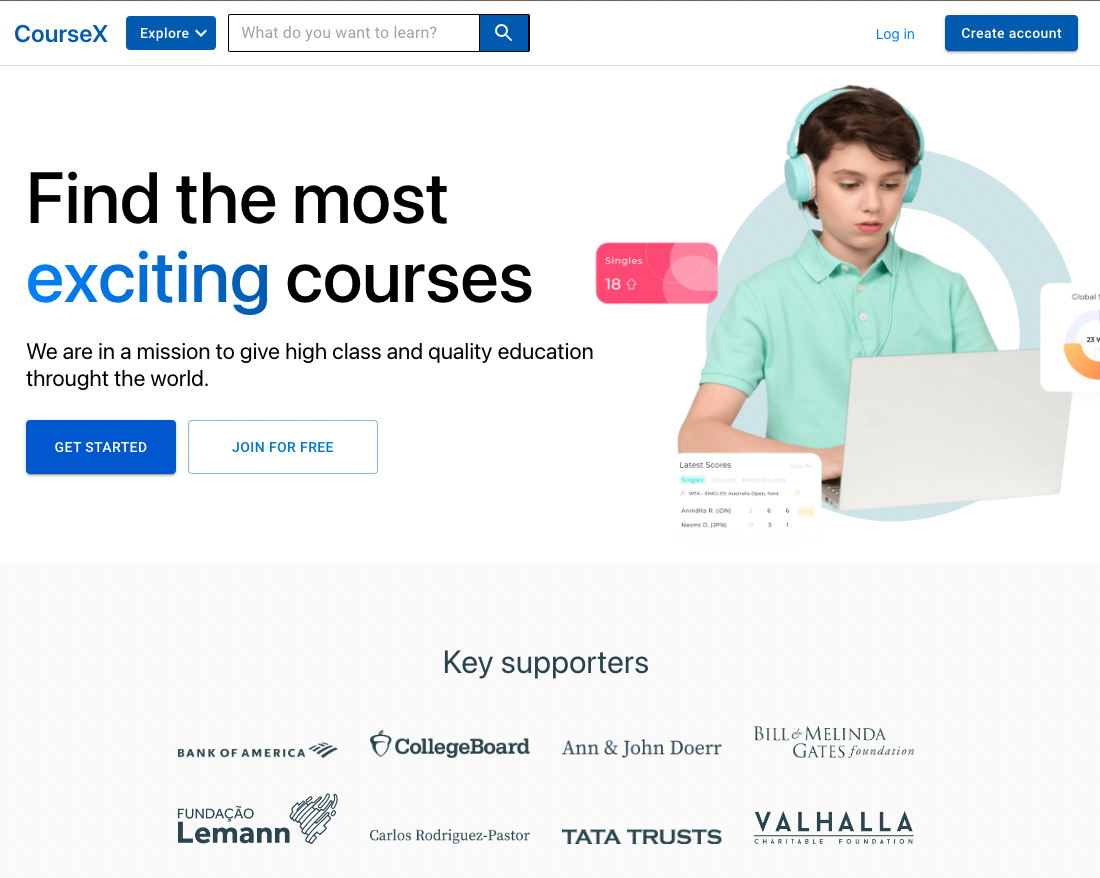 CourseX
Explore
What do you want to learn?
Log in
Create account
Find the most
exciting courses
We are in a mission to give high class and quality education
throught the world.
GET STARTED
JOIN FOR FREE
Singles
18
Global S
23 W
Latest Scores
View All
Singles Doubles Mixed Doubles
WTA - SINGLES: Australia Open, hard
Anindita R. (IDN) 2 6 6
Naomi O. (JPN) 0 3 1
Key supporters
BANK OF AMERICA
CollegeBoard
Ann & John Doerr
BILL & MELINDA
GATES foundation
FUNDAÇÃO
Lemann
Carlos Rodriguez-Pastor
TATA TRUSTS
VALHALLA
CHARITABLE FOUNDATION